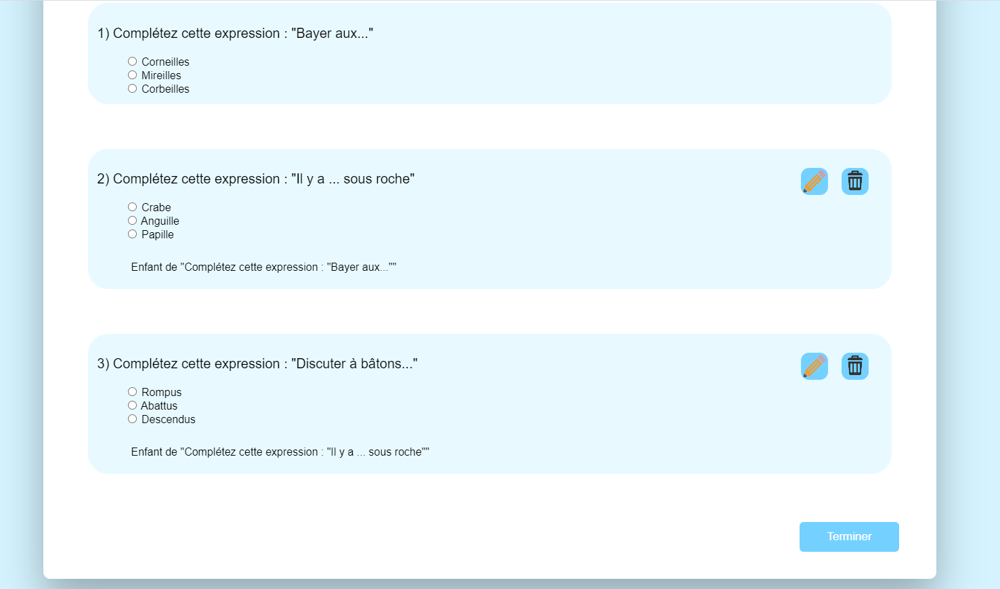 1) Complétez cette expression : "Bayer aux..."
Corneilles
Mireilles
Corbeilles
2) Complétez cette expression : "Il y a ... sous roche"
Crabe
Anguille
Papille
Enfant de "Complétez cette expression : "Bayer aux...""
3) Complétez cette expression : "Discuter à bâtons..."
Rompus
Abattus
Descendus
Enfant de "Complétez cette expression : "Il y a ... sous roche""
Terminer